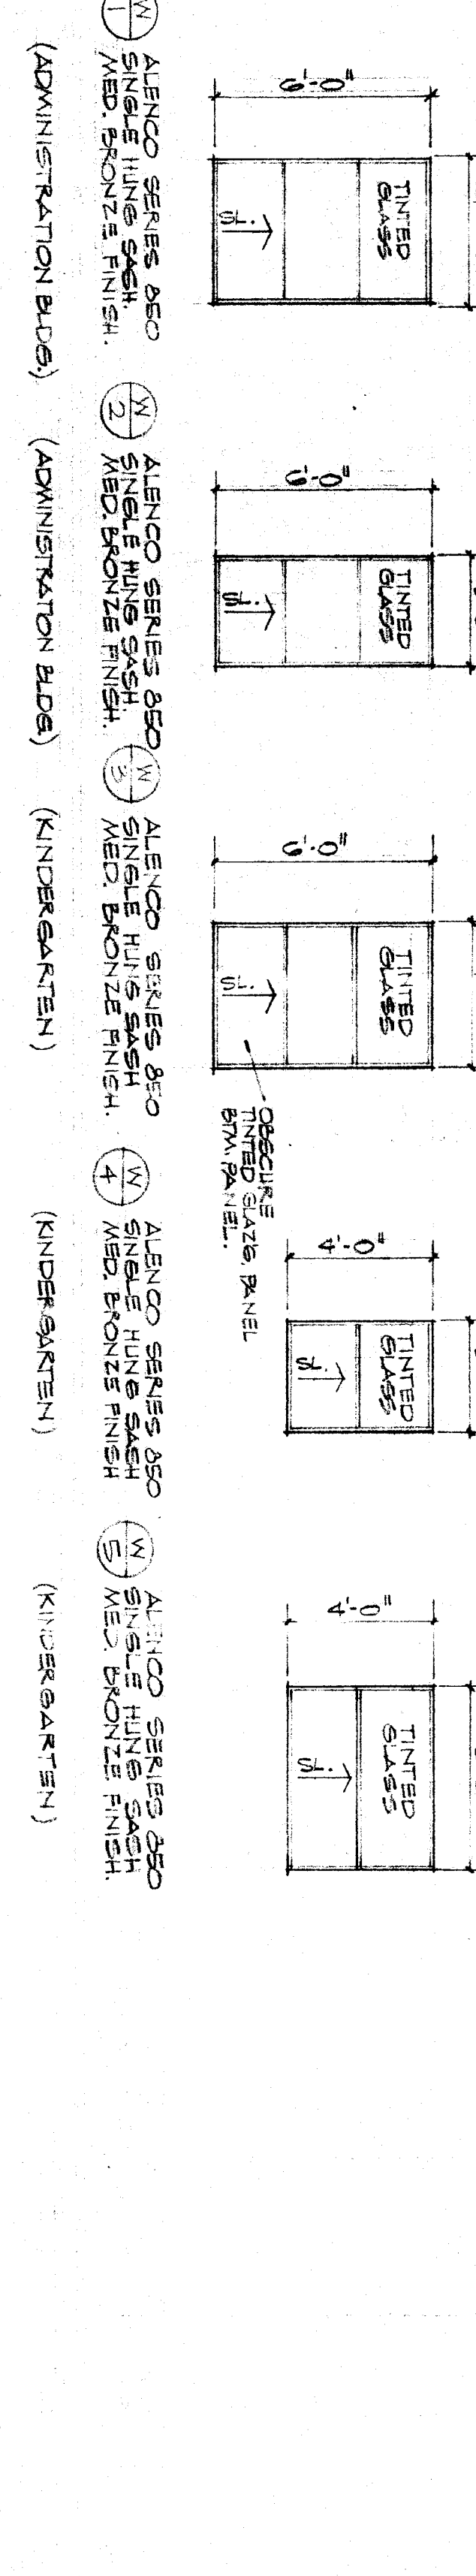 6'-0"
TINTED
GLASS
SL.
W
1
ALENCO SERIES 850
SINGLE HUNG SASH.
MED. BRONZE FINISH.
(ADMINISTRATION BLDG.)
6'-0"
TINTED
GLASS
SL.
W
2
ALENCO SERIES 850
SINGLE HUNG SASH
MED. BRONZE FINISH.
(ADMINISTRATON BLDG.)
6'-0"
TINTED
GLASS
SL.
OBSCURE
TINTED GLAZ'G. PANEL
BTM. PANEL.
W
3
ALENCO SERIES 850
SINGLE HUNG SASH
MED. BRONZE FINISH.
(KINDERGARTEN)
4'-0"
TINTED
GLASS
SL.
W
4
ALENCO SERIES 850
SINGLE HUNG SASH
MED. BRONZE FINISH
(KINDERGARTEN)
4'-0"
TINTED
GLASS
SL.
W
5
ALENCO SERIES 850
SINGLE HUNG SASH
MED. BRONZE FINISH.
(KINDERGARTEN)